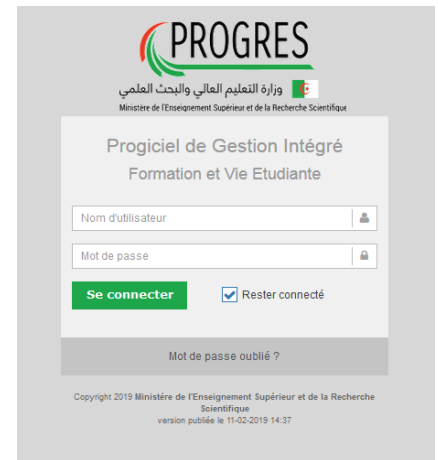 PROGRES
وزارة التعليم العالي والبحث العلمي
Ministère de l'Enseignement Supérieur et de la Recherche Scientifique
Progiciel de Gestion Intégré
Formation et Vie Etudiante
Nom d'utilisateur
Mot de passe
Se connecter
Rester connecté
Mot de passe oublié ?
Copyright 2019 Ministére de l'Enseignement Supérieur et de la Recherche
Scientifique
version publiée le 11-02-2019 14:37